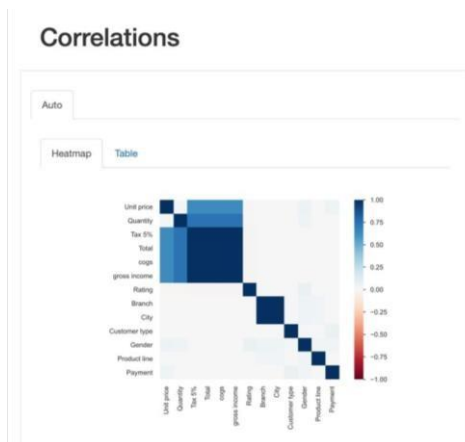 Correlations
Auto
Heatmap Table
Unit price
Quantity
Tax 5%
Total
cogs
gross income
Rating
Branch
City
Customer type
Gender
Product line
Payment
1.00
0.75
0.50
0.25
0.00
−0.25
−0.50
−0.75
−1.00
Unit price
Quantity
Tax 5%
Total
cogs
gross income
Rating
Branch
City
Customer type
Gender
Product line
Payment